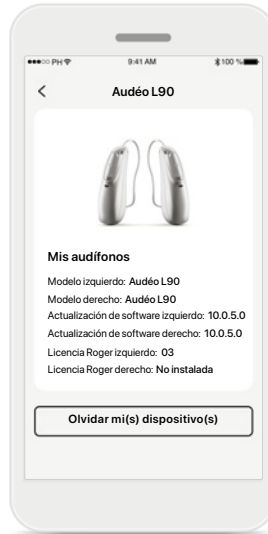 PH 9:41 AM 100 %
Audéo L90
Mis audífonos
Modelo izquierdo: Audéo L90
Modelo derecho: Audéo L90
Actualización de software izquierdo: 10.0.5.0
Actualización de software derecho: 10.0.5.0
Licencia Roger izquierdo: 03
Licencia Roger derecho: No instalada
Olvidar mi(s) dispositivo(s)